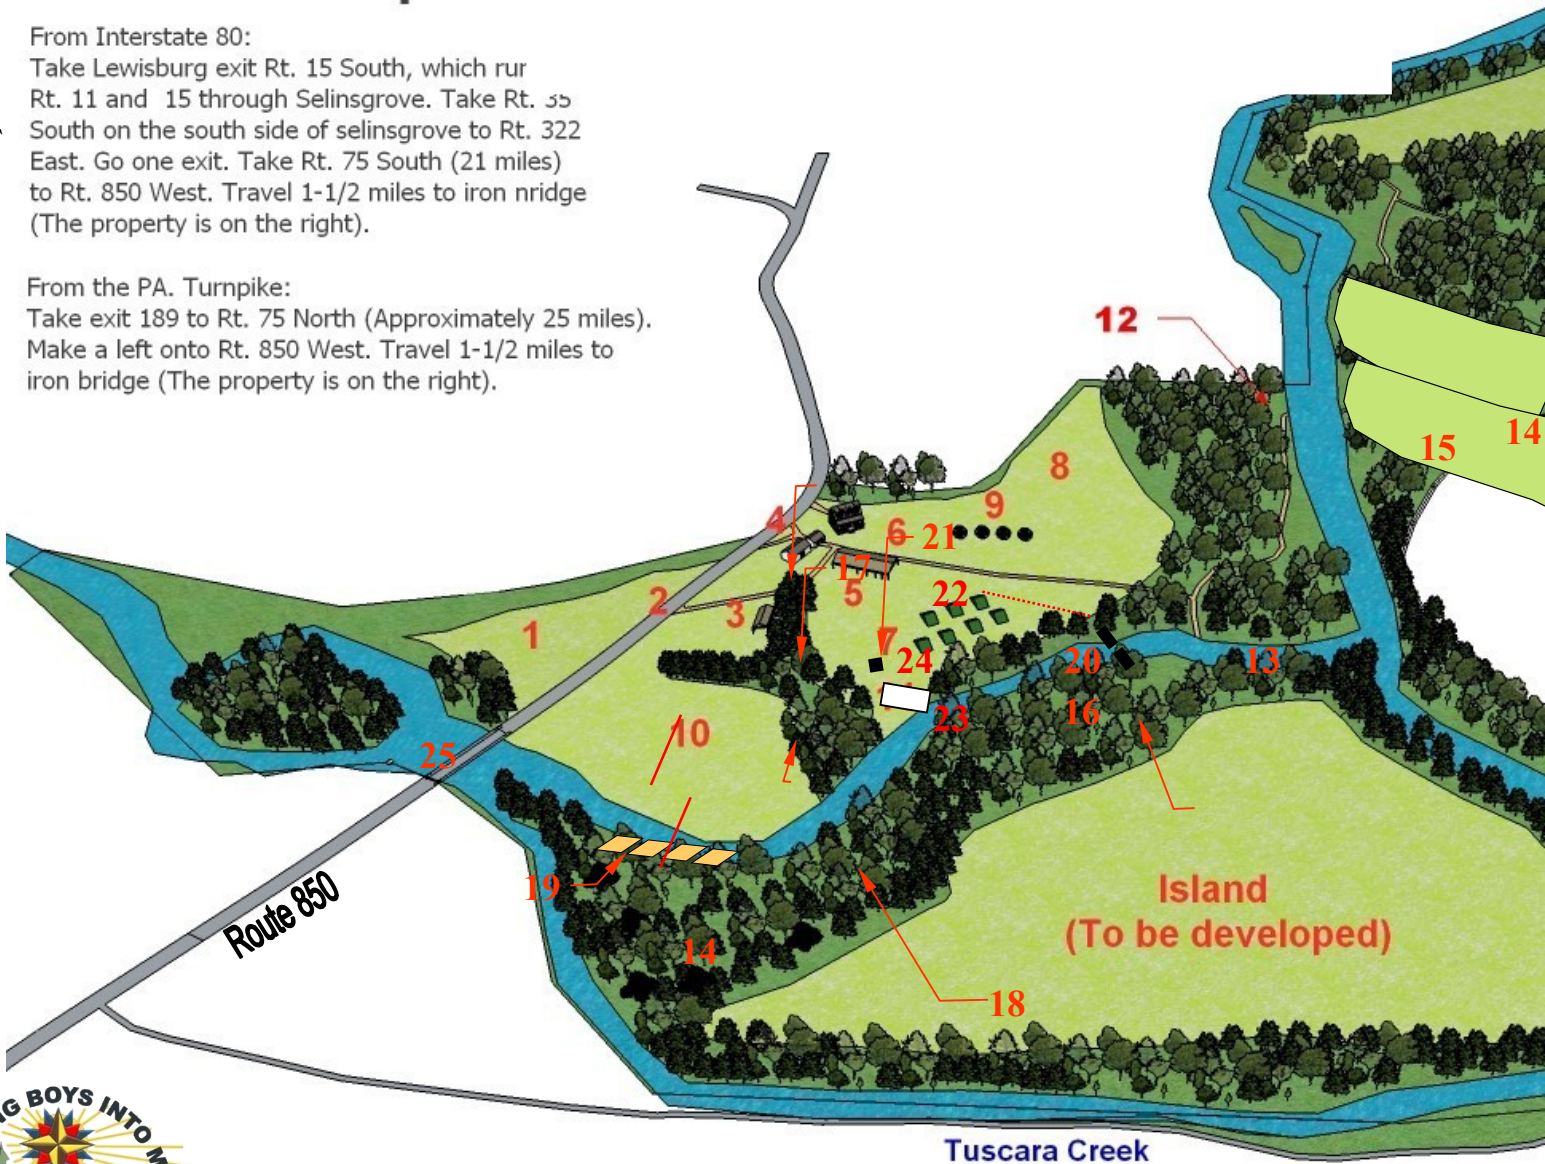 From Interstate 80:
Take Lewisburg exit Rt. 15 South, which rur
Rt. 11 and 15 through Selinsgrove. Take Rt. 35
South on the south side of selinsgrove to Rt. 322
East. Go one exit. Take Rt. 75 South (21 miles)
to Rt. 850 West. Travel 1-1/2 miles to iron nridge
(The property is on the right).
From the PA. Turnpike:
Take exit 189 to Rt. 75 North (Approximately 25 miles).
Make a left onto Rt. 850 West. Travel 1-1/2 miles to
iron bridge (The property is on the right).
12
15 14
8
9
4 6 21
17
5 22
2 3
1
7
24 20 13
23 16
10
25
19
Island
(To be developed)
Route 850
14
18
BOYS INTO
Tuscara Creek